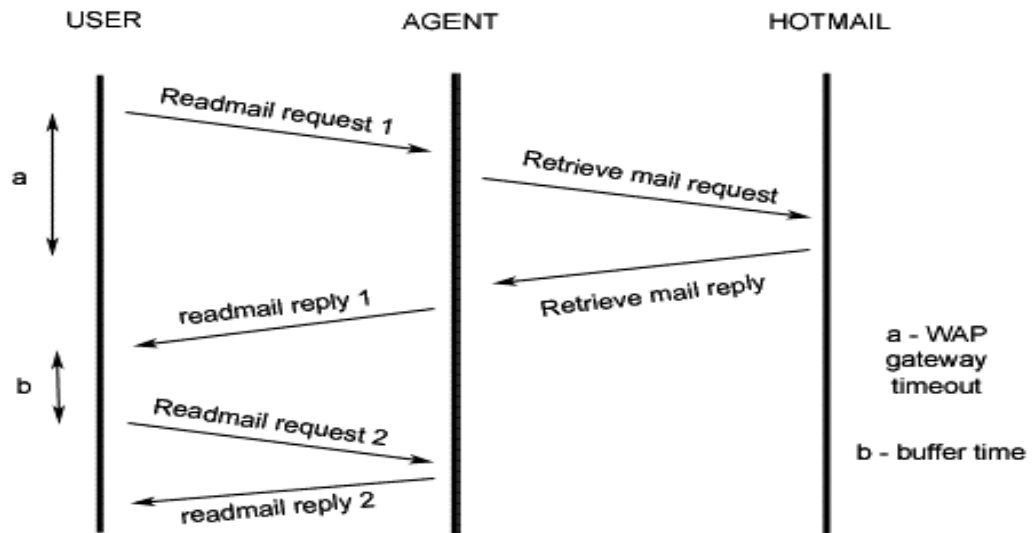 USER
AGENT
HOTMAIL
Readmail request 1
Retrieve mail request
a
Retrieve mail reply
readmail reply 1
a - WAP
gateway
timeout
b
Readmail request 2
b - buffer time
readmail reply 2